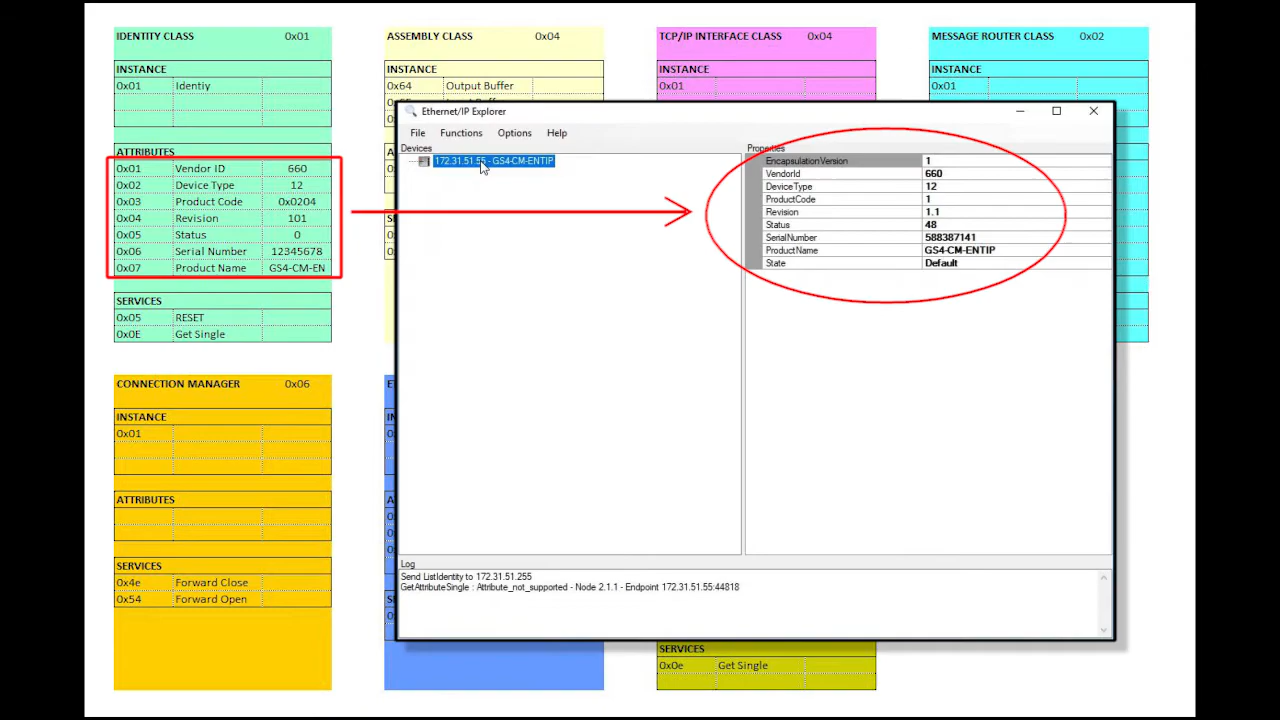 IDENTITY CLASS 0x01
INSTANCE
0x01 Identiy
ATTRIBUTES
0x01 Vendor ID 660
0x02 Device Type 12
0x03 Product Code 0x0204
0x04 Revision 101
0x05 Status 0
0x06 Serial Number 12345678
0x07 Product Name GS4-CM-EN
SERVICES
0x05 RESET
0x0E Get Single
ASSEMBLY CLASS 0x04
INSTANCE
0x64 Output Buffer
TCP/IP INTERFACE CLASS 0x04
INSTANCE
0x01
MESSAGE ROUTER CLASS 0x02
INSTANCE
0x01
Ethernet/IP Explorer
File Functions Options Help
Devices
172.31.51.55 - GS4-CM-ENTIP
Properties
EncapsulationVersion 1
VendorId 660
DeviceType 12
ProductCode 1
Revision 1.1
Status 48
SerialNumber 588387141
ProductName GS4-CM-ENTIP
State Default
Log
Send ListIdentity to 172.31.51.255
GetAttributeSingle : Attribute_not_supported - Node 2.1.1 - Endpoint 172.31.51.55:44818
CONNECTION MANAGER 0x06
INSTANCE
0x01
ATTRIBUTES
SERVICES
0x4e Forward Close
0x54 Forward Open
SERVICES
0x0e Get Single